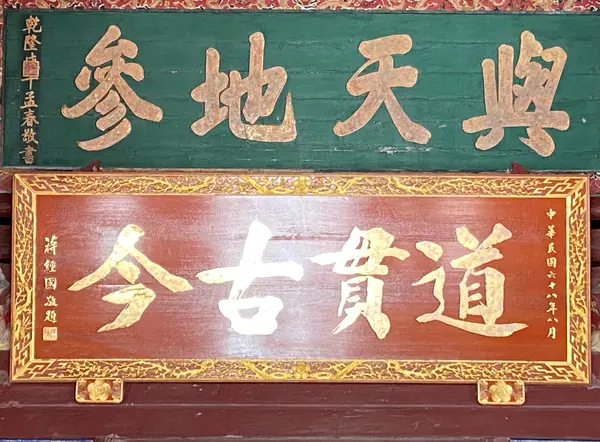 與天地參
乾隆孟春敬書
中華民國六十八年八月
道貫古今
蔣經國敬題